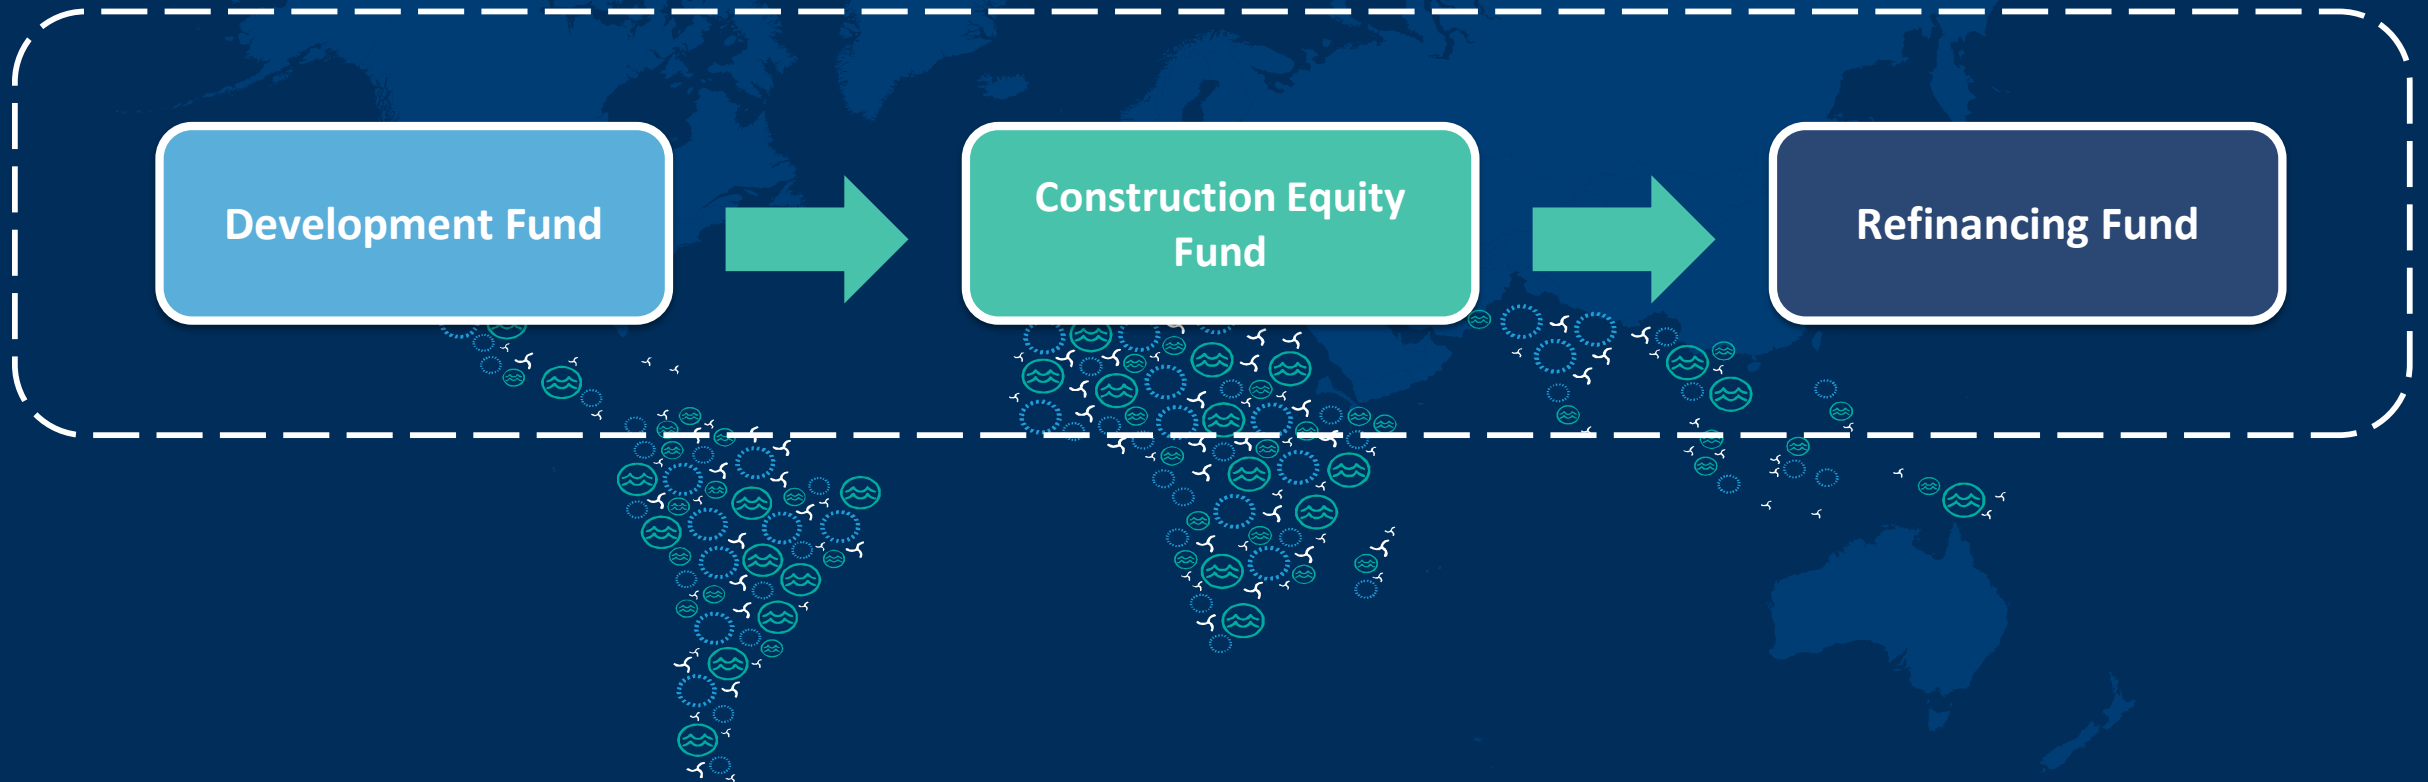 Development Fund
Construction Equity
Fund
Refinancing Fund